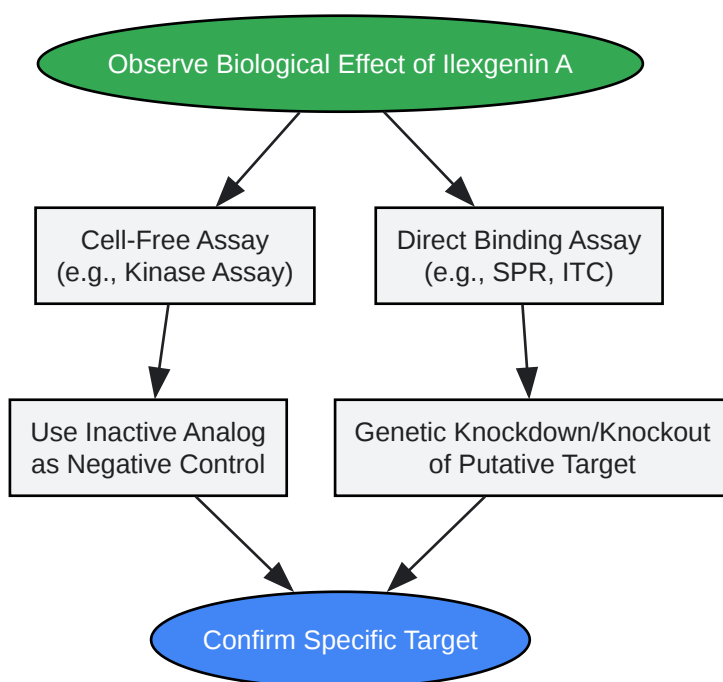 Observe Biological Effect of Ilexgenin A
Cell-Free Assay
(e.g., Kinase Assay)
Direct Binding Assay
(e.g., SPR, ITC)
Use Inactive Analog
as Negative Control
Genetic Knockdown/Knockout
of Putative Target
Confirm Specific Target